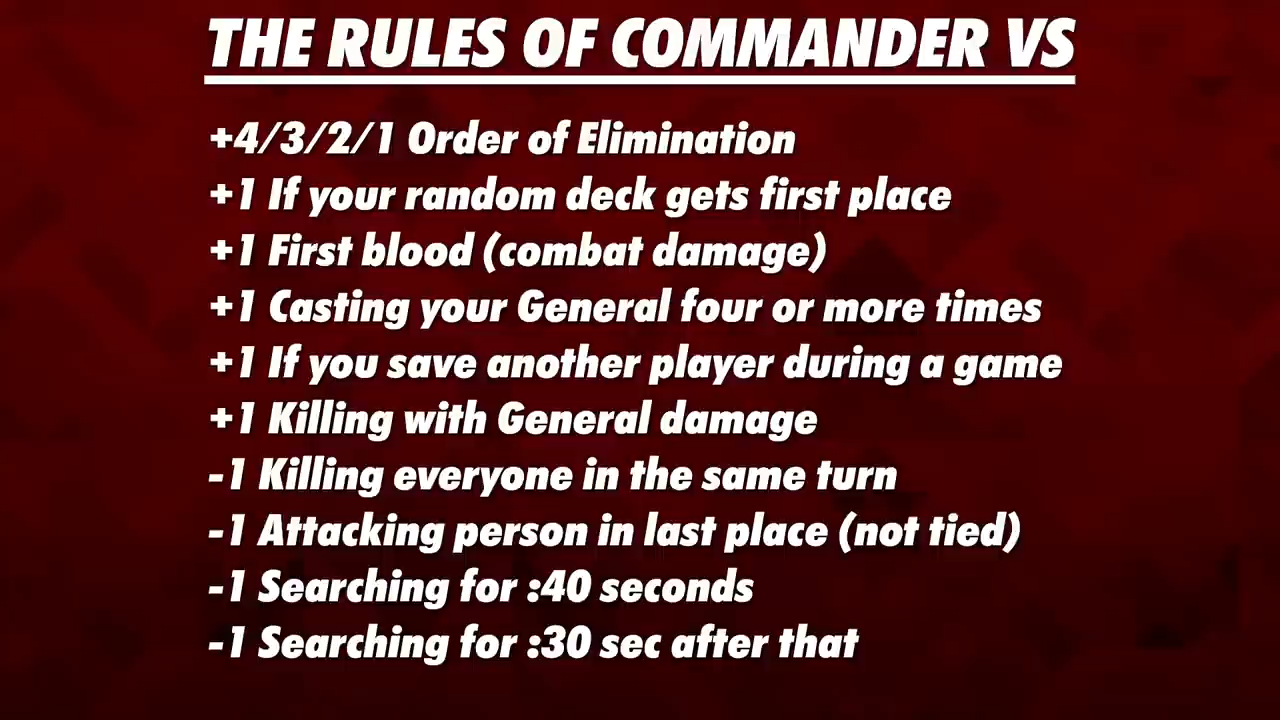 THE RULES OF COMMANDER VS
+4/3/2/1 Order of Elimination
+1 If your random deck gets first place
+1 First blood (combat damage)
+1 Casting your General four or more times
+1 If you save another player during a game
+1 Killing with General damage
-1 Killing everyone in the same turn
-1 Attacking person in last place (not tied)
-1 Searching for :40 seconds
-1 Searching for :30 sec after that